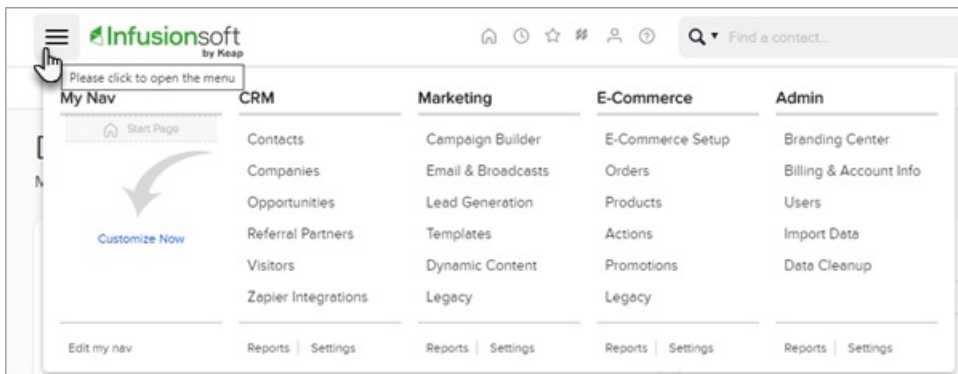 Infusionsoft
by Keap
Find a contact...
Please click to open the menu
My Nav
Start Page
Customize Now
Edit my nav
CRM
Contacts
Companies
Opportunities
Referral Partners
Visitors
Zapier Integrations
Reports | Settings
Marketing
Campaign Builder
Email & Broadcasts
Lead Generation
Templates
Dynamic Content
Legacy
Reports | Settings
E-Commerce
E-Commerce Setup
Orders
Products
Actions
Promotions
Legacy
Reports | Settings
Admin
Branding Center
Billing & Account Info
Users
Import Data
Data Cleanup
Reports | Settings